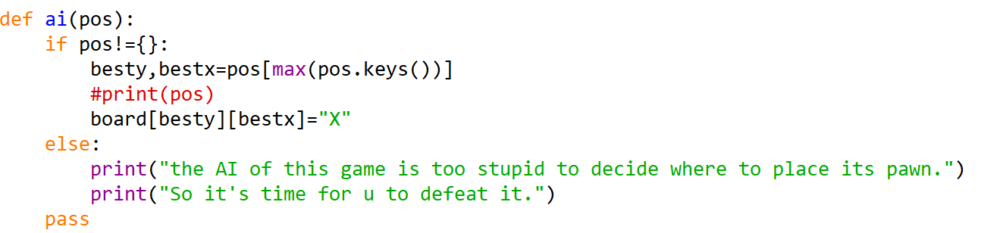 def ai(pos):
    if pos!={}:
        besty,bestx=pos[max(pos.keys())]
        #print(pos)
        board[besty][bestx]="X"
    else:
        print("the AI of this game is too stupid to decide where to place its pawn.")
        print("So it's time for u to defeat it.")
    pass